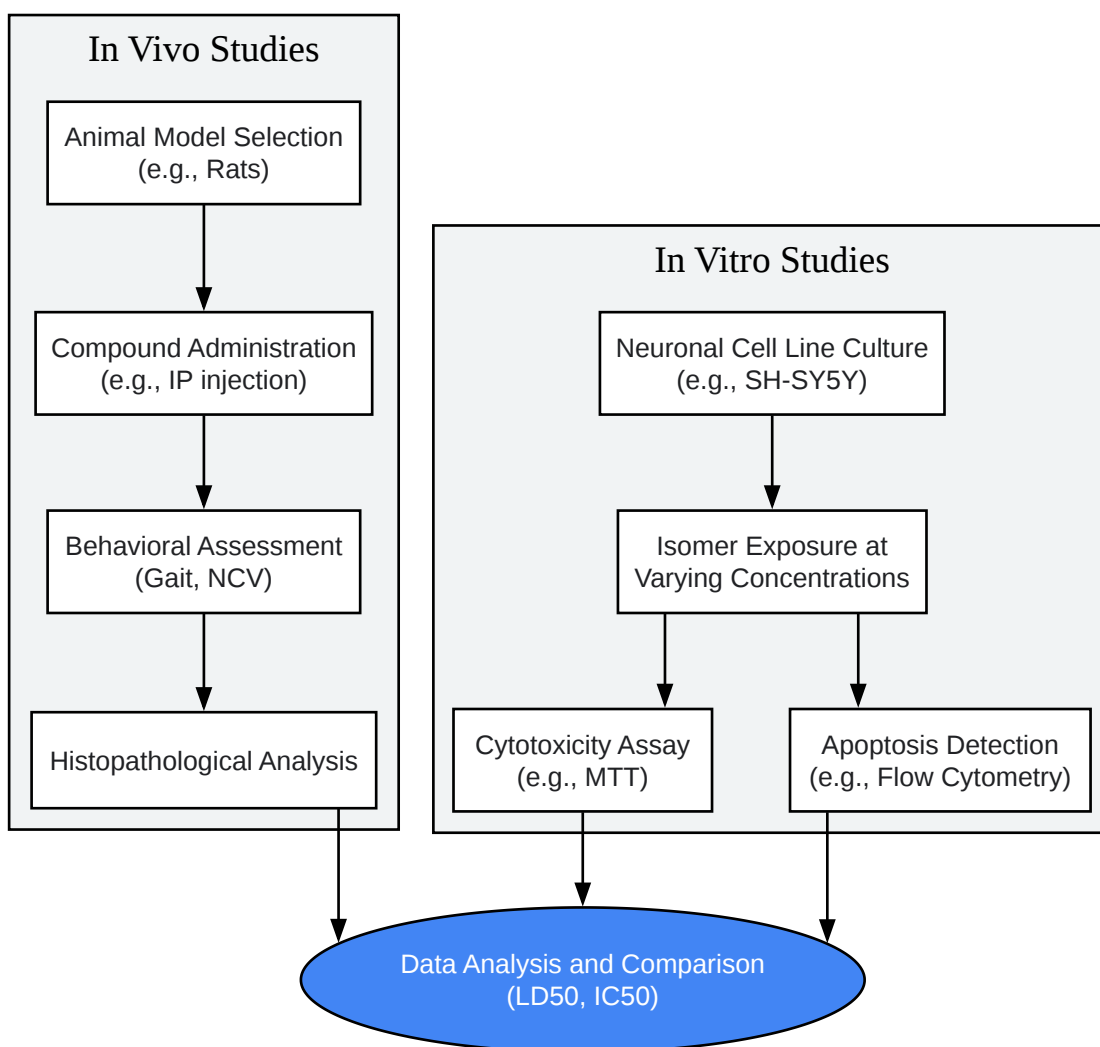 In Vivo Studies
Animal Model Selection
(e.g., Rats)
Compound Administration
(e.g., IP injection)
Behavioral Assessment
(Gait, NCV)
Histopathological Analysis
In Vitro Studies
Neuronal Cell Line Culture
(e.g., SH-SY5Y)
Isomer Exposure at
Varying Concentrations
Cytotoxicity Assay
(e.g., MTT)
Apoptosis Detection
(e.g., Flow Cytometry)
Data Analysis and Comparison
(LD50, IC50)